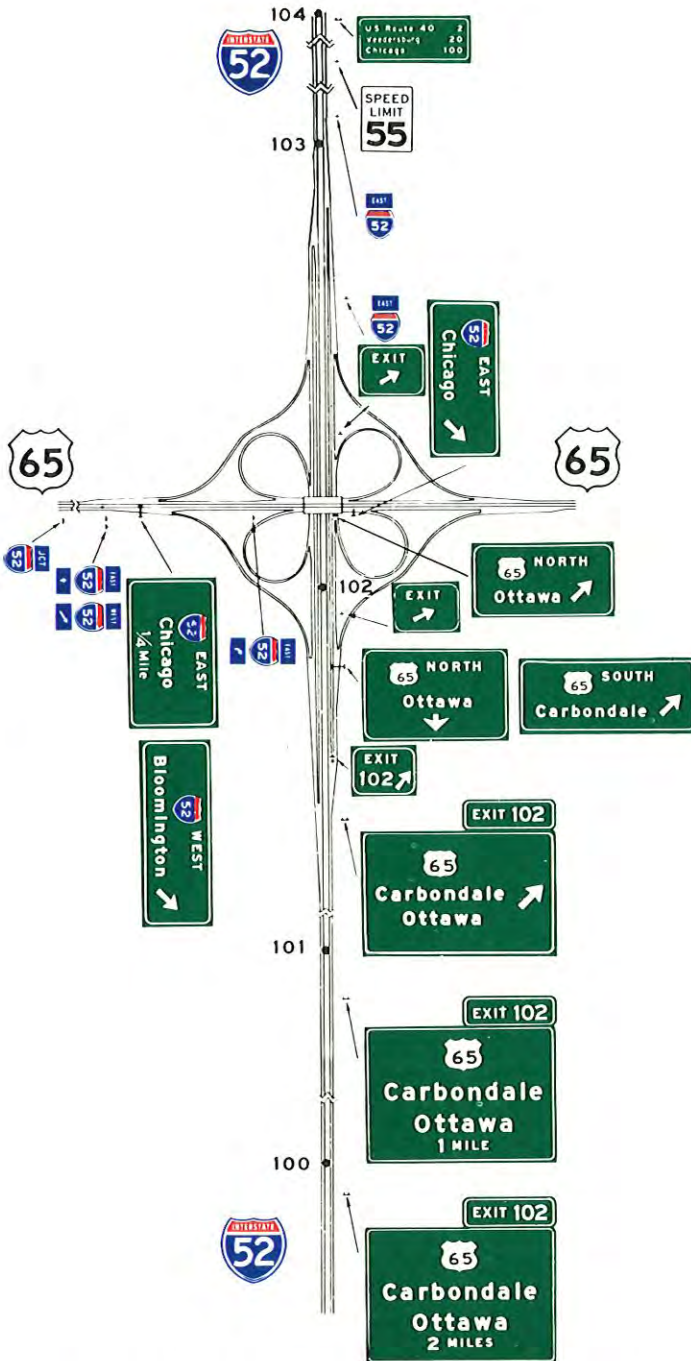 104
INTERSTATE
52
US Route 40 2
Veedersburg 20
Chicago 100
SPEED
LIMIT
55
103
EAST
52
EAST
52
EXIT
52 EAST
Chicago
65
65
JCT
52
EAST
52
WEST
52
52 EAST
Chicago
1/4 Mile
EAST
52
102
65 NORTH
Ottawa
EXIT
65 NORTH
Ottawa
65 SOUTH
Carbondale
EXIT
102
52 WEST
Bloomington
EXIT 102
65
Carbondale
Ottawa
101
EXIT 102
65
Carbondale
Ottawa
1 MILE
100
INTERSTATE
52
EXIT 102
65
Carbondale
Ottawa
2 MILES